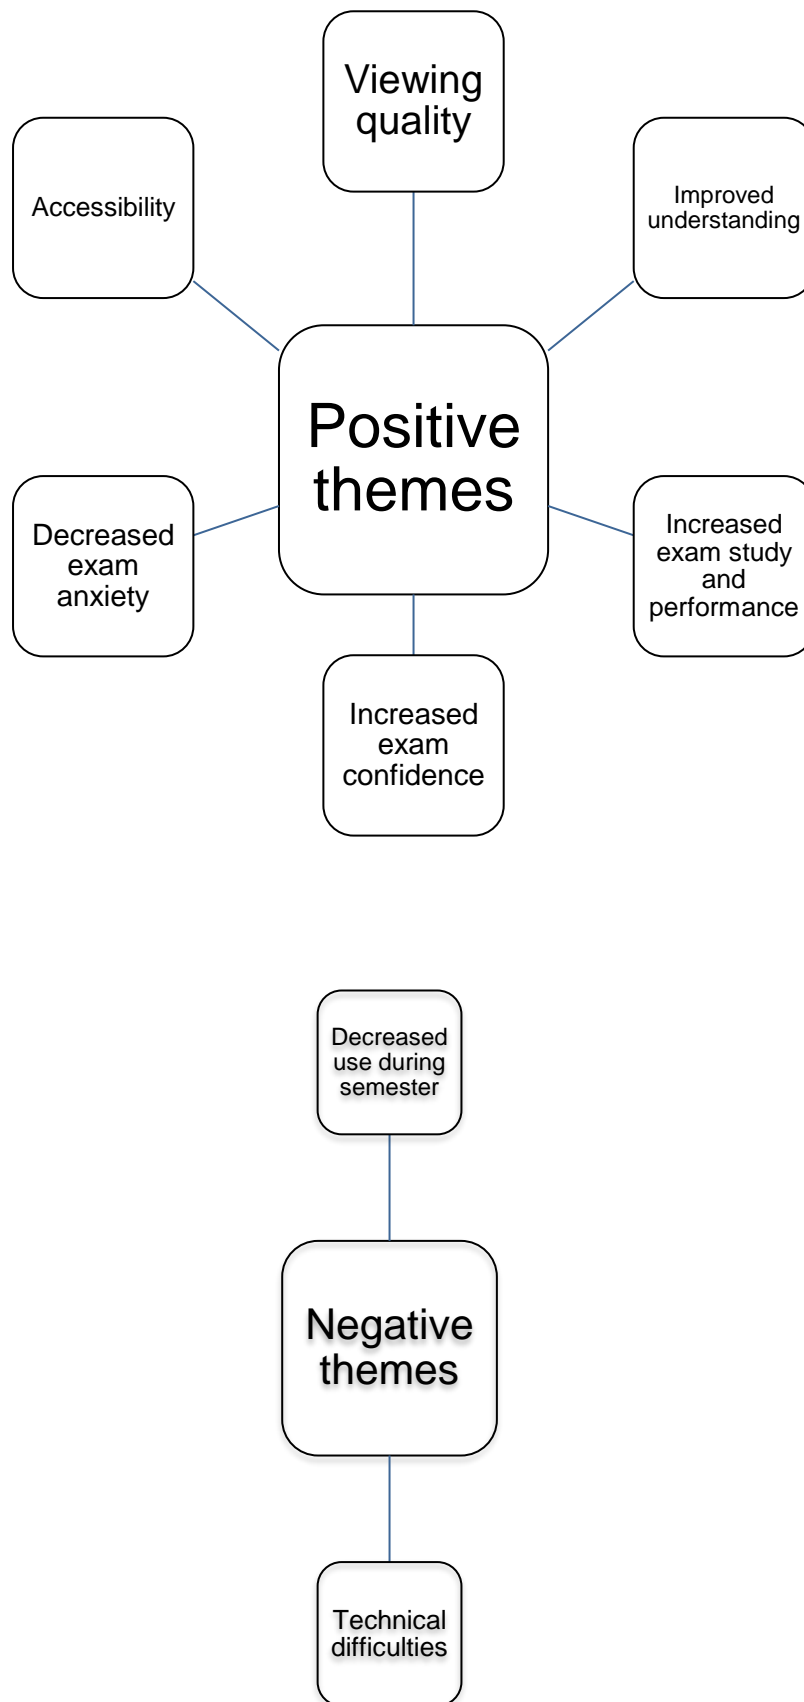 Viewing
quality
Accessibility
Improved
understanding
Positive
themes
Decreased
exam
anxiety
Increased
exam study
and
performance
Increased
exam
confidence
Decreased
use during
semester
Negative
themes
Technical
difficulties